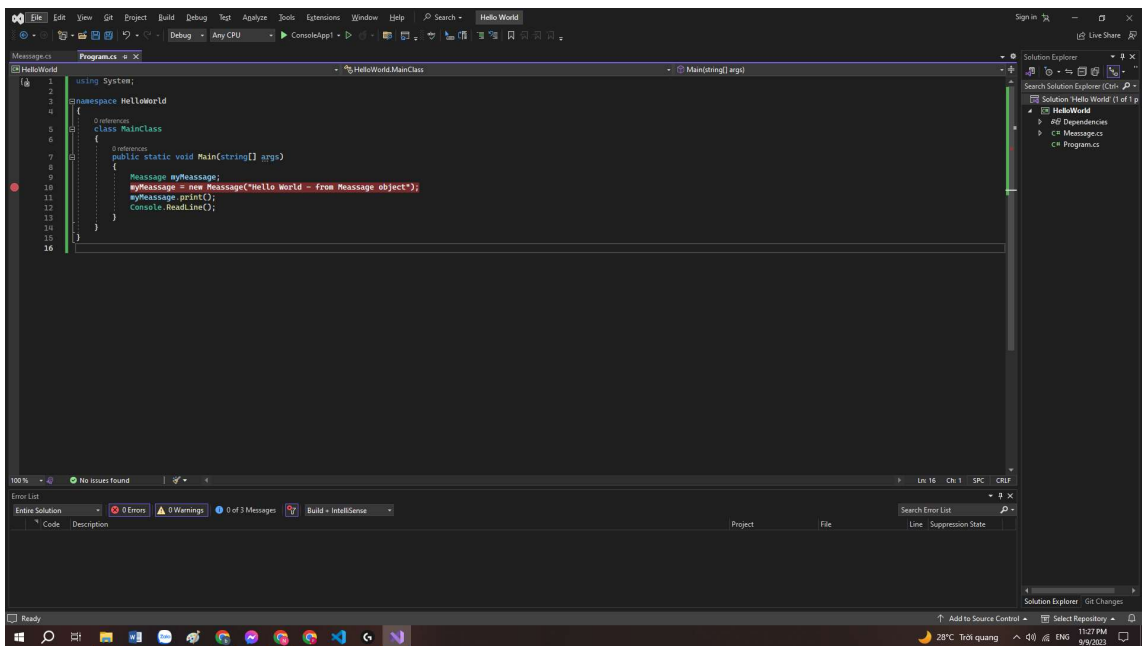 File Edit View Git Project Build Debug Test Analyze Tools Extensions Window Help Search Hello World Sign in
Debug Any CPU ConsoleApp1 Live Share
Meassage.cs Program.cs
HelloWorld HelloWorld.MainClass Main(string[] args)
1 using System;
2
3 namespace HelloWorld
4 {
0 references
5 class MainClass
6 {
0 references
7 public static void Main(string[] args)
8 {
9 Meassage myMeassage;
10 myMeassage = new Meassage("Hello World - from Meassage object");
11 myMeassage.print();
12 Console.ReadLine();
13 }
14 }
15 }
16
Solution Explorer
Search Solution Explorer (Ctrl+
Solution 'Hello World' (1 of 1 p
HelloWorld
Dependencies
C# Meassage.cs
C# Program.cs
100 % No issues found Ln: 16 Ch: 1 SPC CRLF
Error List
Entire Solution 0 Errors 0 Warnings 0 of 3 Messages Build + IntelliSense Search Error List
Code Description Project File Line Suppression State
Solution Explorer Git Changes
Ready Add to Source Control Select Repository
28°C Trời quang ENG 11:27 PM
9/9/2023